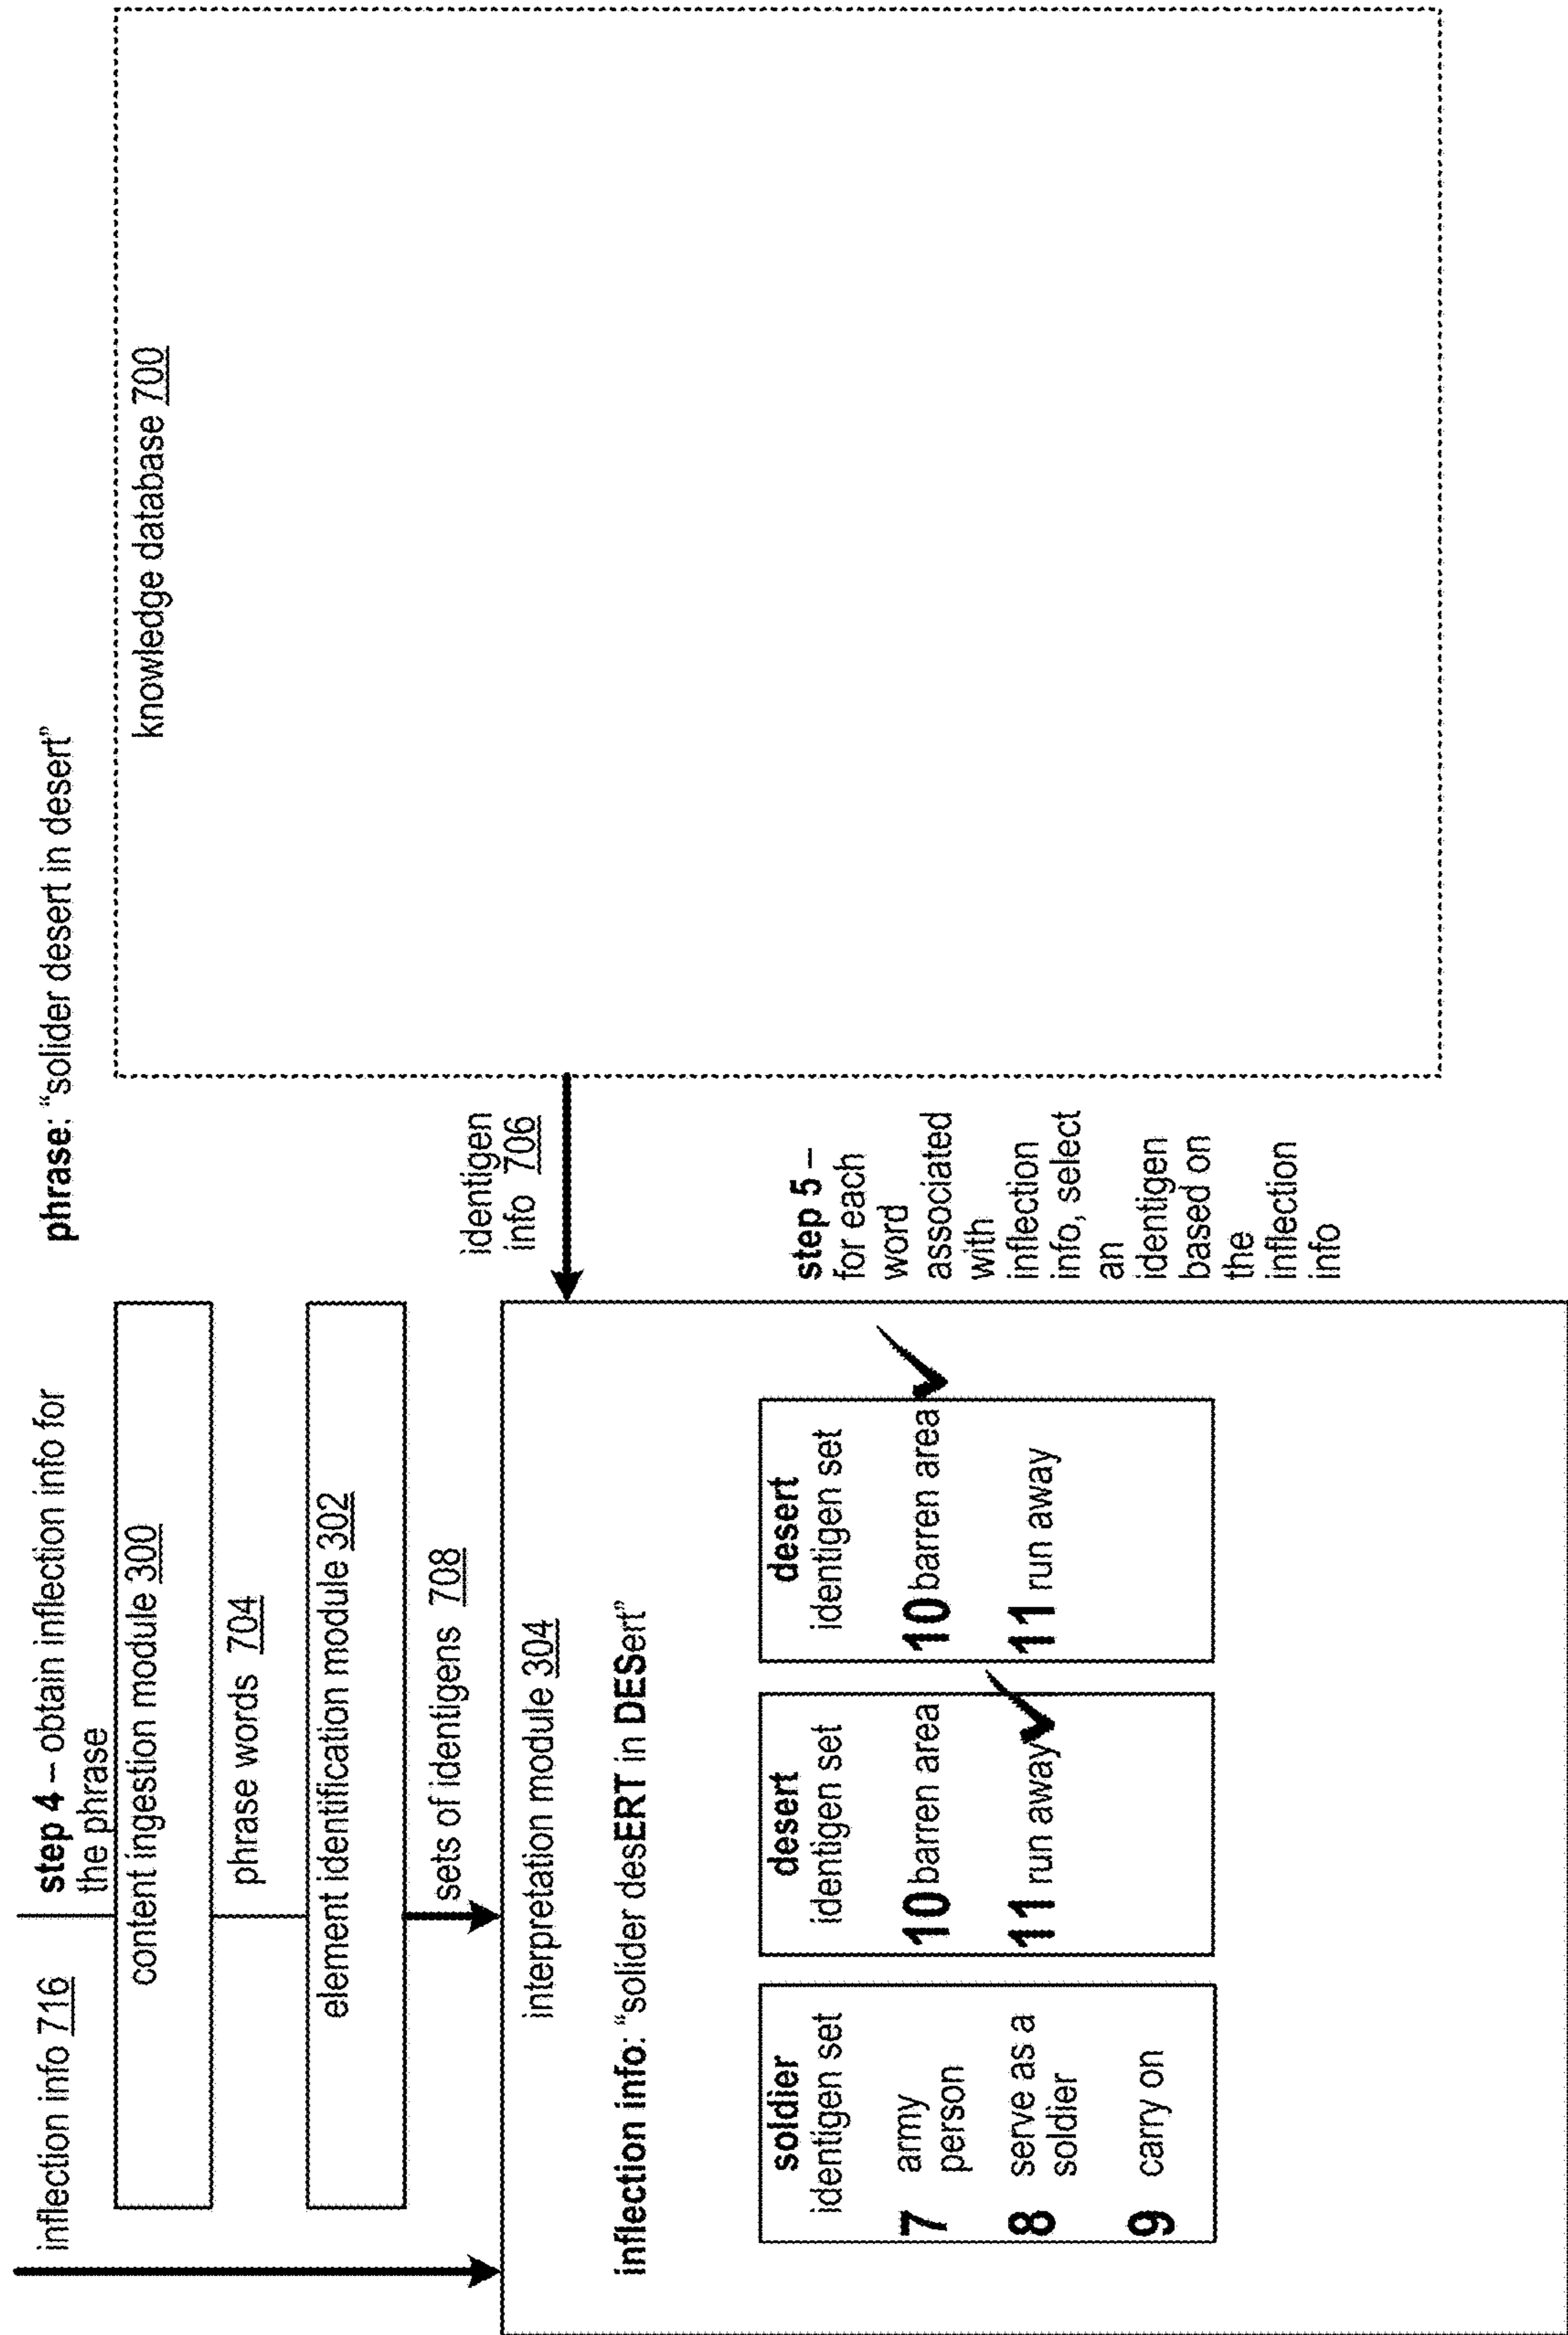 inflection info 716
step 4 – obtain inflection info for
the phrase
phrase: “solider desert in desert”
content ingestion module 300
phrase words 704
element identification module 302
sets of identigens 708
knowledge database 700
identigen
info 706
interpretation module 304
inflection info: “solider desERT in DESert”
soldier
identigen set
7 army
person
8 serve as a
soldier
9 carry on
desert
identigen set
10 barren area
11 run away
desert
identigen set
10 barren area
11 run away
step 5 –
for each
word
associated
with
inflection
info, select
an
identigen
based on
the
inflection
info